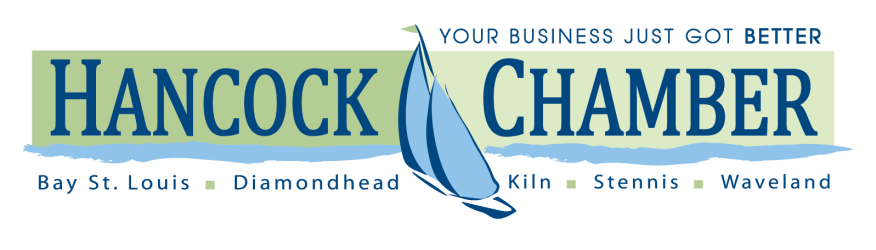 YOUR BUSINESS JUST GOT BETTER
HANCOCK CHAMBER
Bay St. Louis ■ Diamondhead Kiln ■ Stennis ■ Waveland